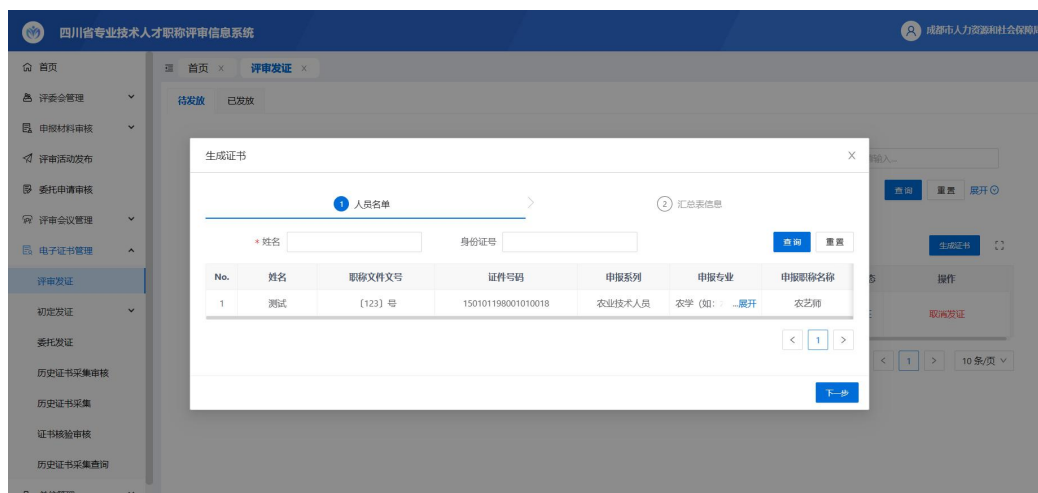 四川省专业技术人才职称评审信息系统
成都市人力资源和社会保障局
首页
首页 ×
评审发证 ×
评委会管理
待发放
已发放
申报材料审核
评审活动发布
生成证书
委托申请审核
1 人员名单
2 汇总表信息
查询
重置
展开
评审会议管理
* 姓名
身份证号
查询
重置
电子证书管理
生成证书
评审发证
No. 姓名 职称文件文号 证件号码 申报系列 申报专业 申报职称名称
操作
1 测试 〔123〕号 150101198001010018 农业技术人员 农学（如： ...展开 农艺师
初定发证
取消发证
< 1 >
委托发证
< 1 > 10 条/页
历史证书采集审核
下一步
历史证书采集
证书核验审核
历史证书采集查询